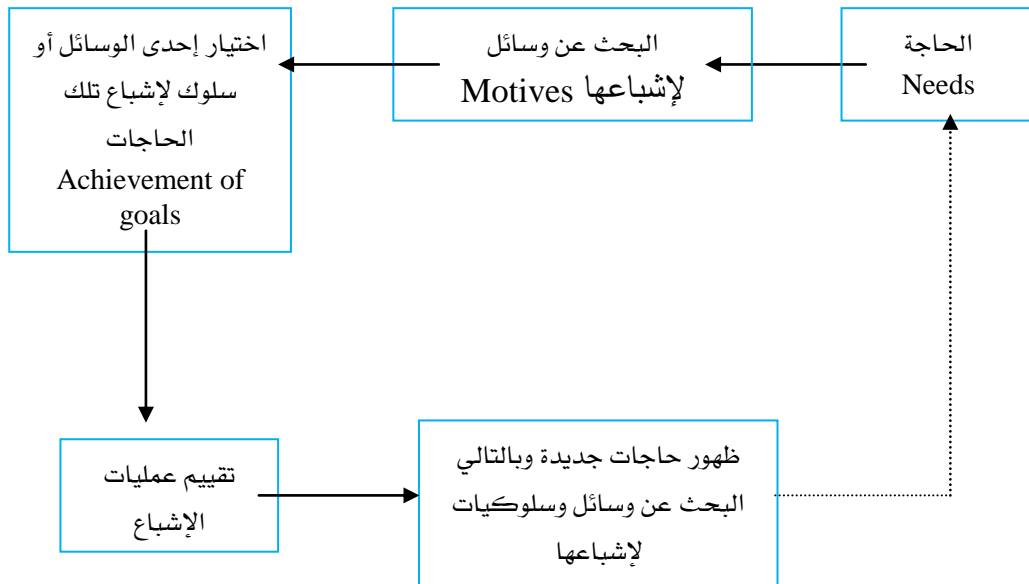 الحاجة
Needs
البحث عن وسائل
لإشباعها Motives
اختيار إحدى الوسائل أو
سلوك لإشباع تلك
الحاجات
Achievement of
goals
تقييم عمليات
الإشباع
ظهور حاجات جديدة وبالتالي
البحث عن وسائل وسلوكيات
لإشباعها